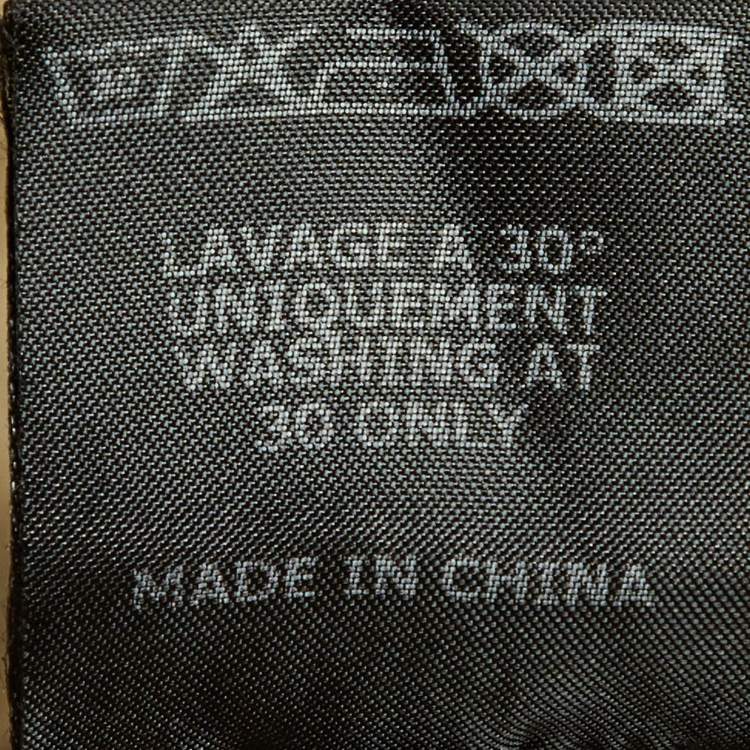 LAVAGE A 30°
UNIQUEMENT
WASHING AT
30 ONLY
MADE IN CHINA